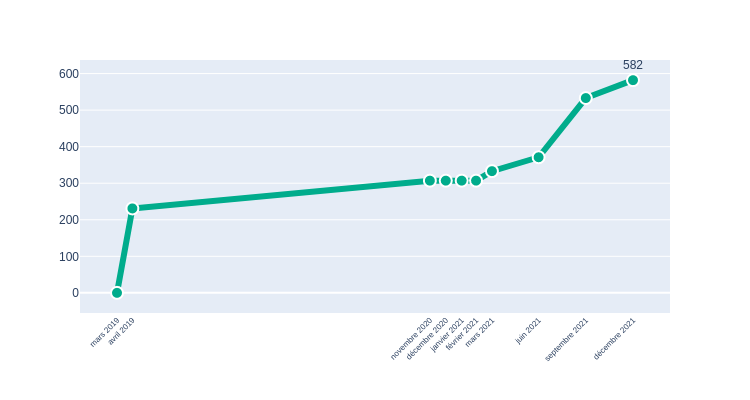 582
600
500
400
300
200
100
0
mars 2019
avril 2019
novembre 2020
décembre 2020
janvier 2021
février 2021
mars 2021
juin 2021
septembre 2021
décembre 2021